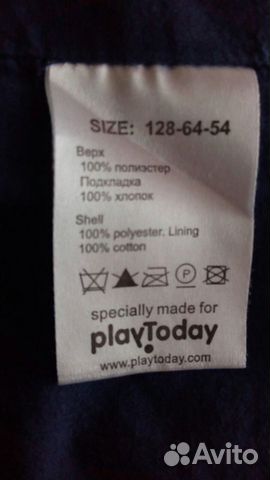 SIZE: 128-64-54
Верх
100% полиэстер
Подкладка
100% хлопок
Shell
100% polyester. Lining
100% cotton
P
specially made for
playToday
www.playtoday.com
Avito